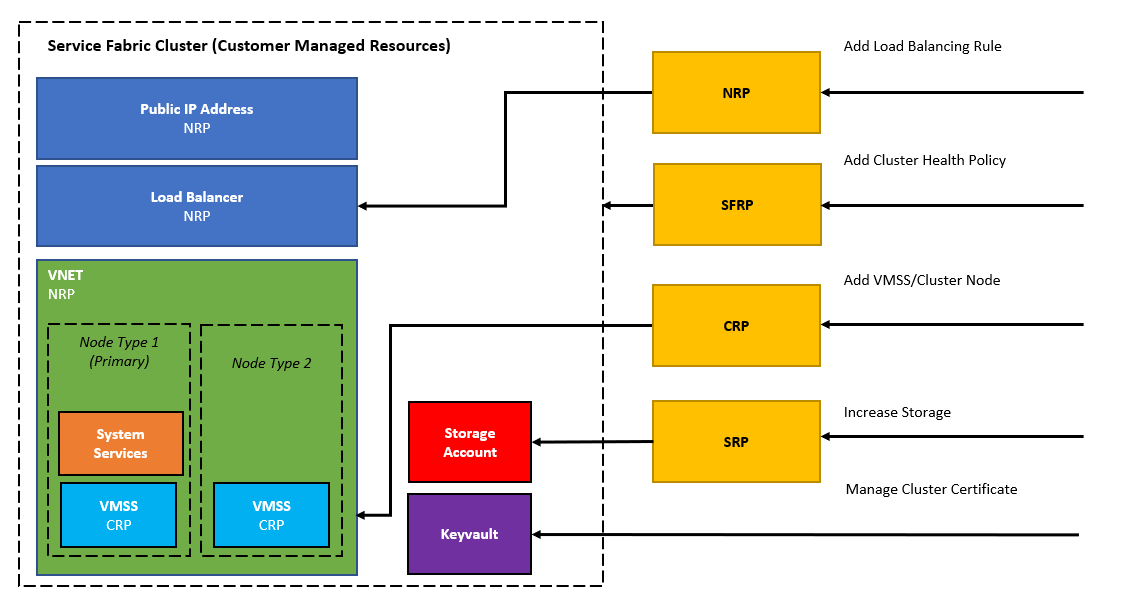 Service Fabric Cluster (Customer Managed Resources)
Public IP Address
NRP
Load Balancer
NRP
VNET
NRP
Node Type 1
(Primary)
System
Services
VMSS
CRP
Node Type 2
VMSS
CRP
Storage
Account
Keyvault
NRP
Add Load Balancing Rule
SFRP
Add Cluster Health Policy
CRP
Add VMSS/Cluster Node
SRP
Increase Storage
Manage Cluster Certificate